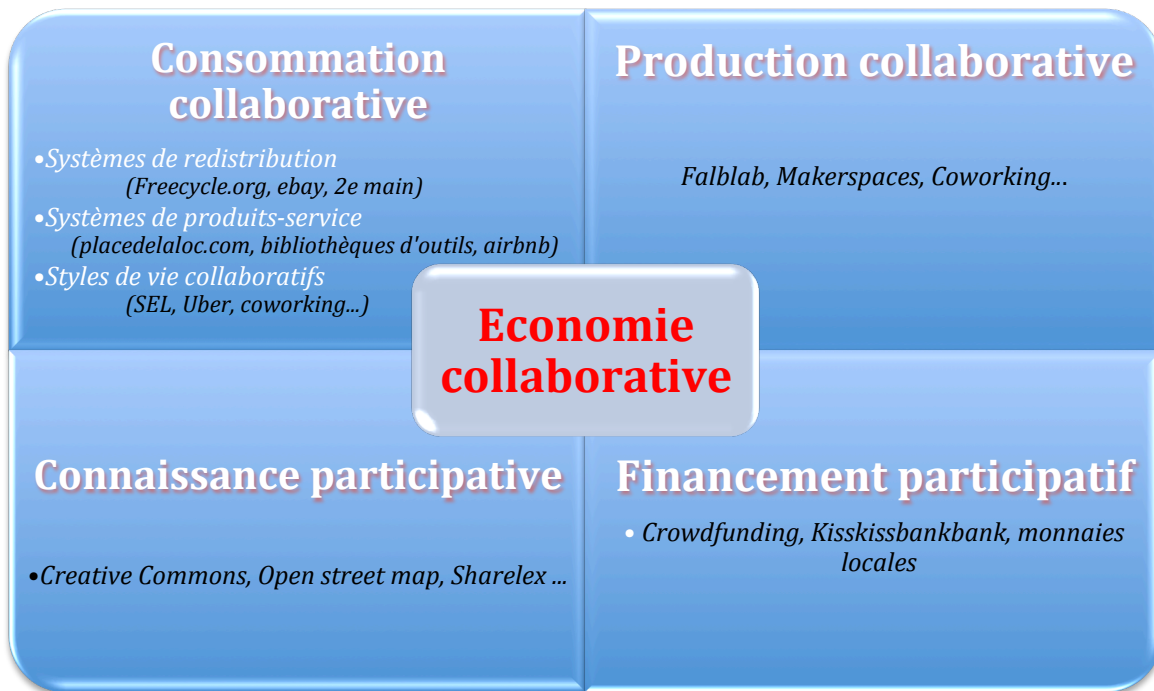 Consommation
collaborative
•Systèmes de redistribution
(Freecycle.org, ebay, 2e main)
•Systèmes de produits-service
(placedelaloc.com, bibliothèques d'outils, airbnb)
•Styles de vie collaboratifs
(SEL, Uber, coworking...)
Production collaborative
Falblab, Makerspaces, Coworking...
Economie
collaborative
Connaissance participative
•Creative Commons, Open street map, Sharelex ...
Financement participatif
• Crowdfunding, Kisskissbankbank, monnaies
locales